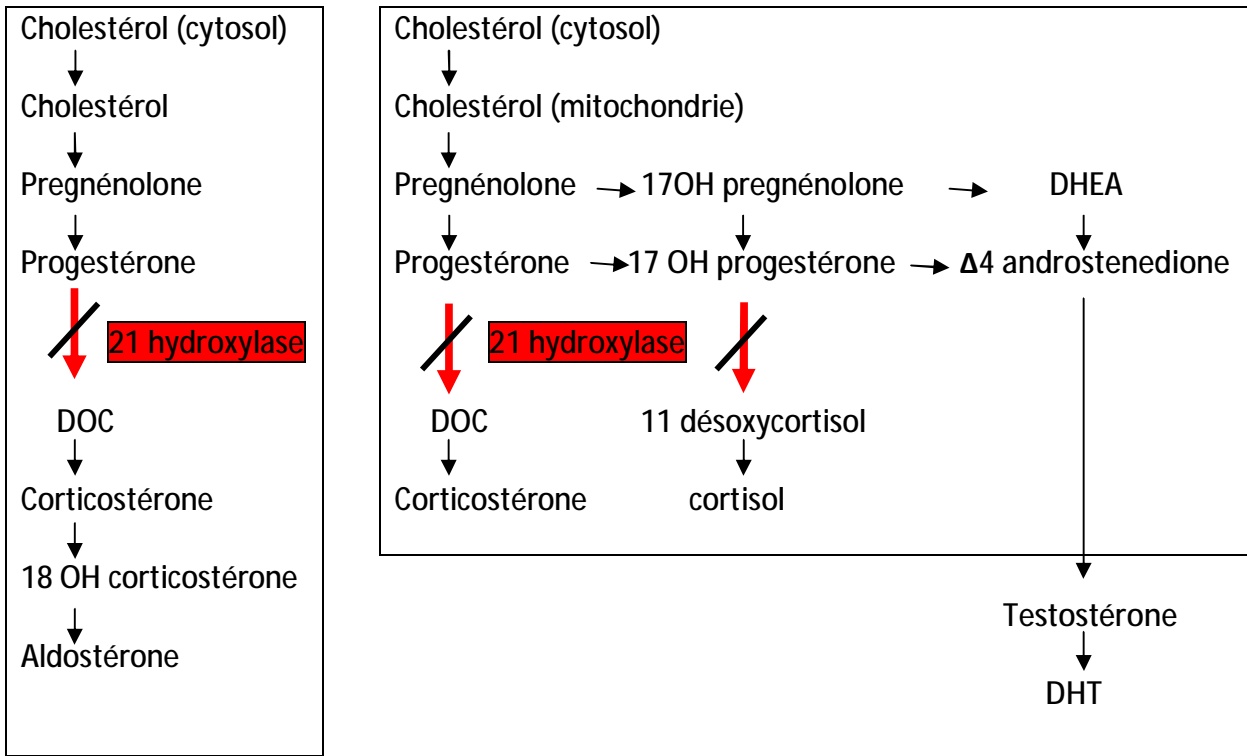 Cholestérol (cytosol)
Cholestérol
Pregnénolone
Progestérone
21 hydroxylase
DOC
Corticostérone
18 OH corticostérone
Aldostérone
Cholestérol (cytosol)
Cholestérol (mitochondrie)
Pregnénolone 17OH pregnénolone DHEA
Progestérone 17 OH progestérone Δ4 androstenedione
21 hydroxylase
DOC 11 désoxycortisol
Corticostérone cortisol
Testostérone
DHT